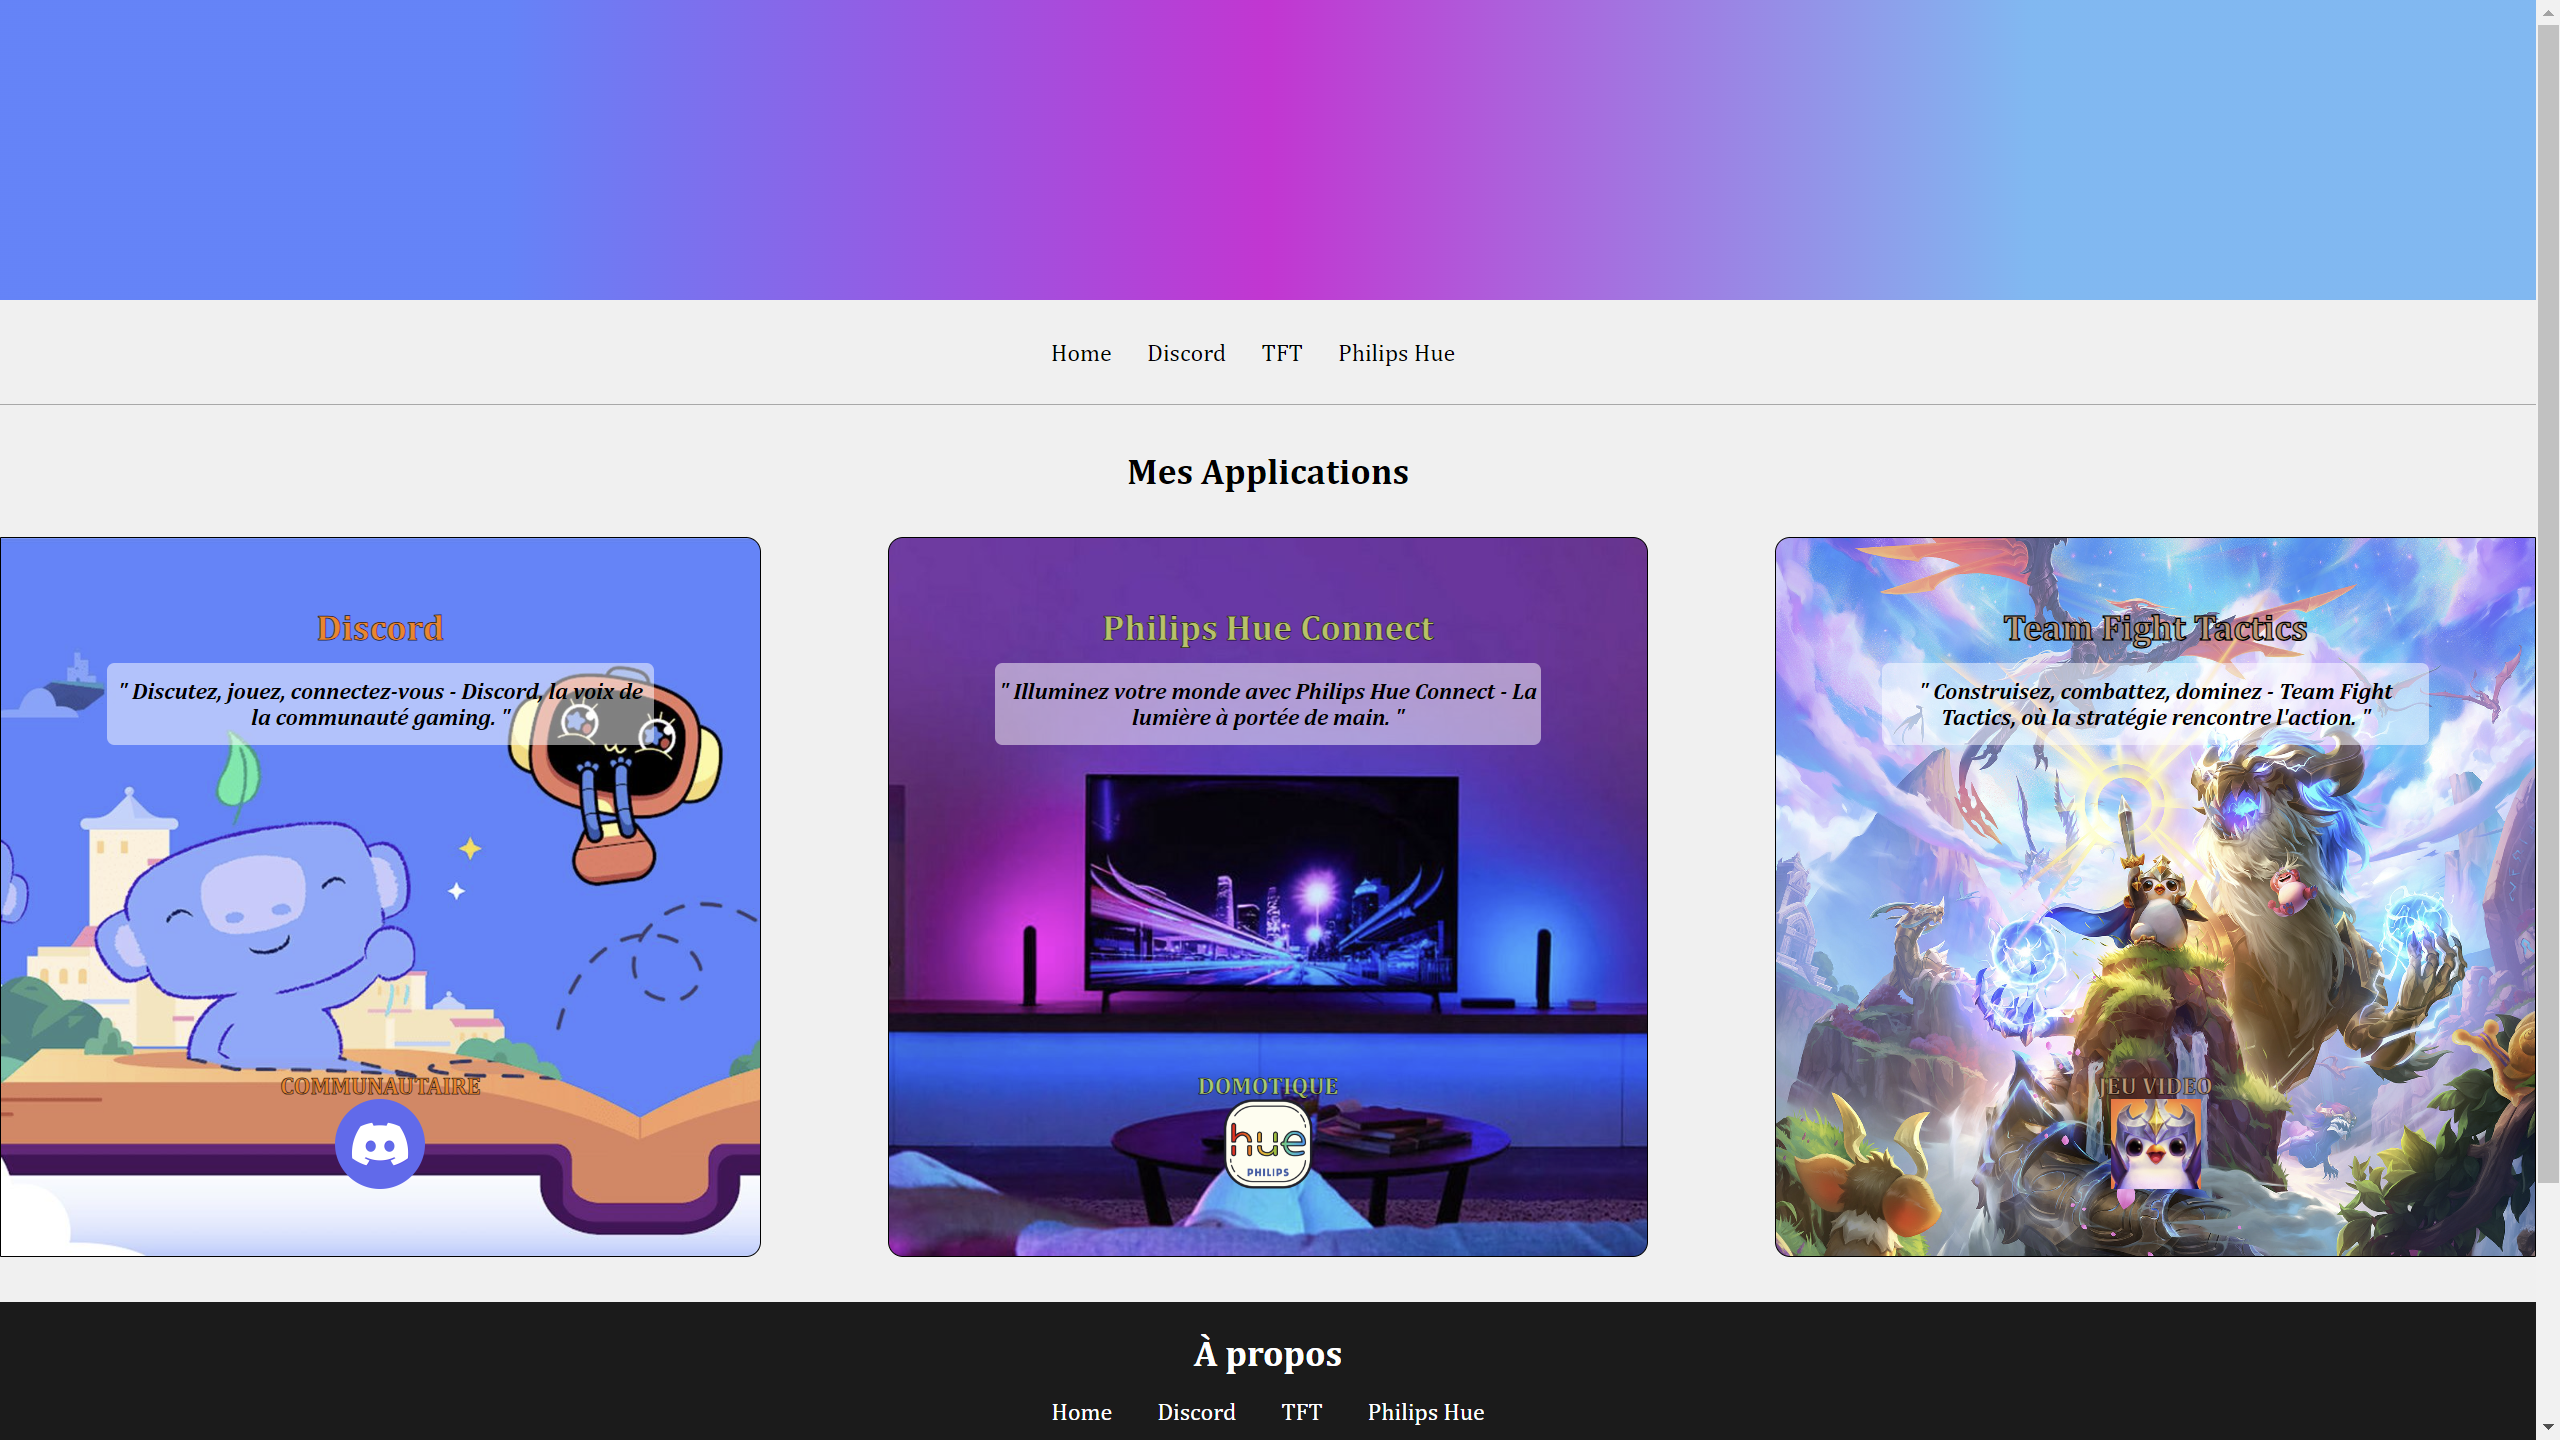 Home Discord TFT Philips Hue
Mes Applications
Discord
" Discutez, jouez, connectez-vous - Discord, la voix de
la communauté gaming. "
COMMUNAUTAIRE
Philips Hue Connect
" Illuminez votre monde avec Philips Hue Connect - La
lumière à portée de main. "
DOMOTIQUE
hue
PHILIPS
Team Fight Tactics
" Construisez, combattez, dominez - Team Fight
Tactics, où la stratégie rencontre l'action. "
JEU VIDEO
À propos
Home Discord TFT Philips Hue